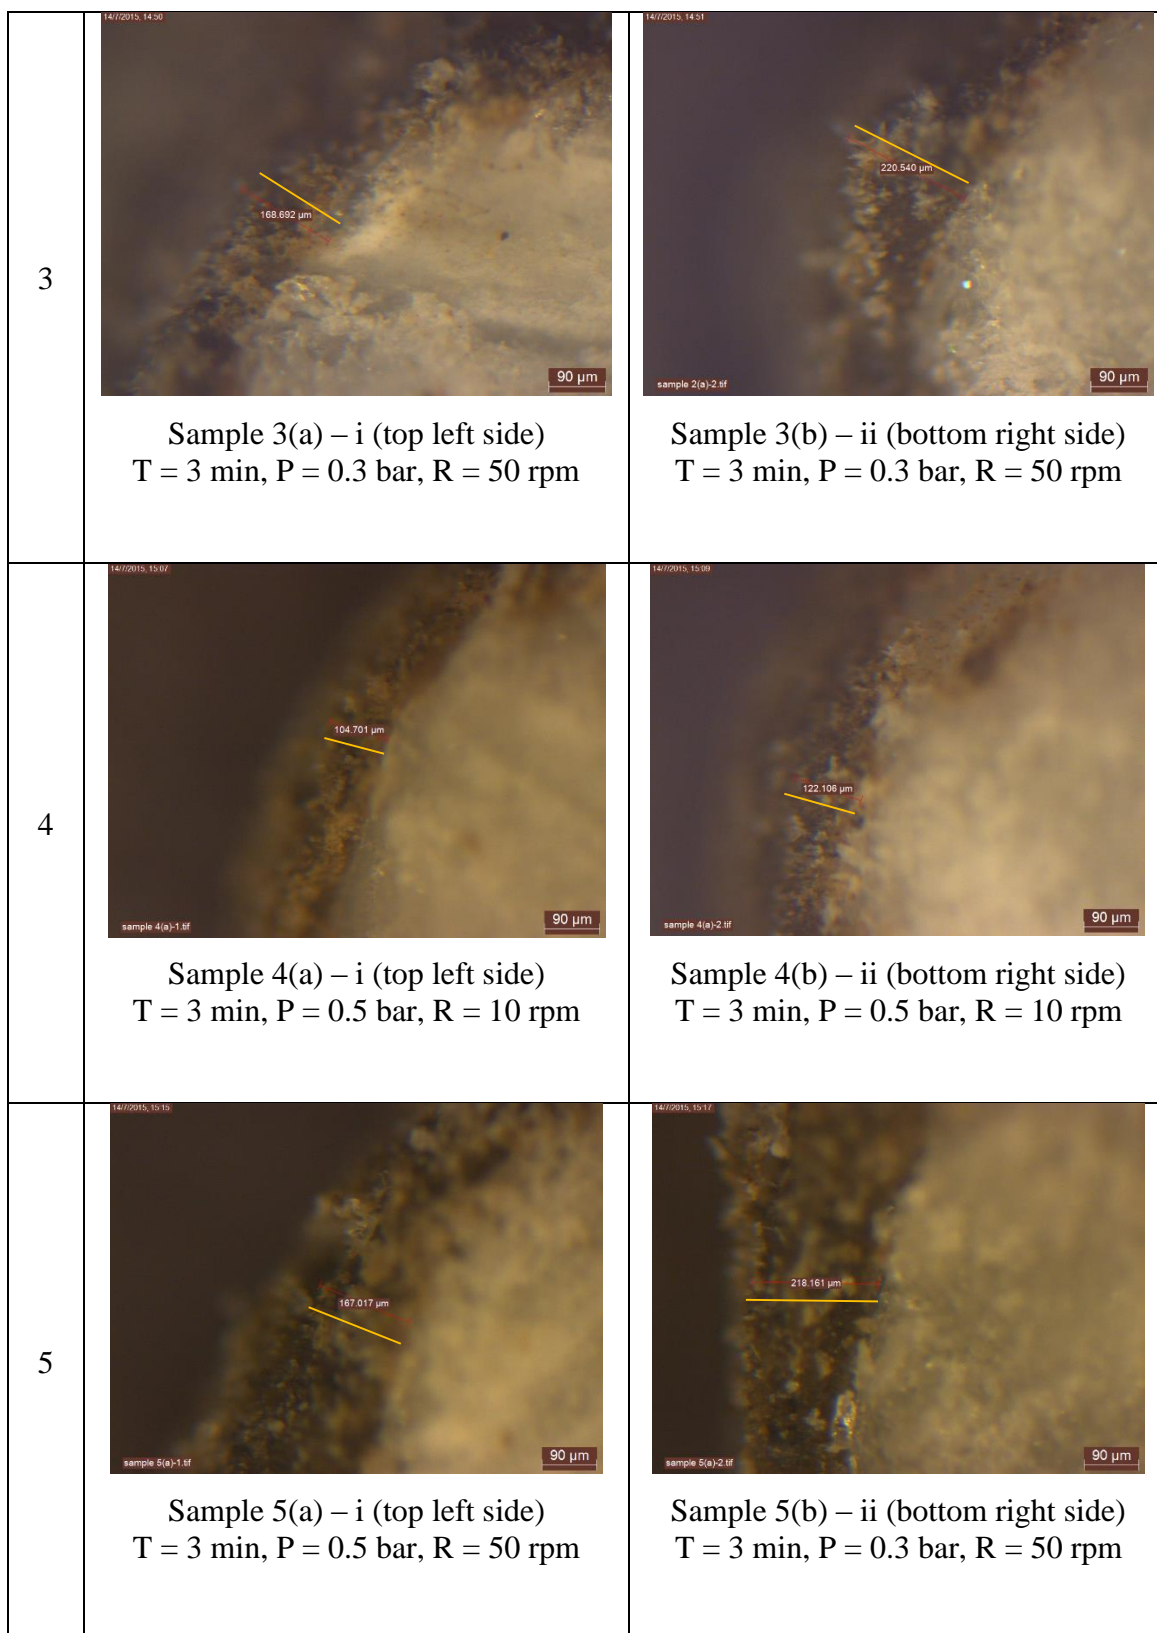 14/7/2015, 14:50
14/7/2015, 14:51
3
168.692 µm
220.540 µm
90 µm
sample 2(a)-2.tif
90 µm
Sample 3(a) – i (top left side)
T = 3 min, P = 0.3 bar, R = 50 rpm
Sample 3(b) – ii (bottom right side)
T = 3 min, P = 0.3 bar, R = 50 rpm
14/7/2015, 15:07
14/7/2015, 15:09
4
104.701 µm
122.106 µm
sample 4(a)-1.tif
90 µm
sample 4(a)-2.tif
90 µm
Sample 4(a) – i (top left side)
T = 3 min, P = 0.5 bar, R = 10 rpm
Sample 4(b) – ii (bottom right side)
T = 3 min, P = 0.5 bar, R = 10 rpm
14/7/2015, 15:15
14/7/2015, 15:17
5
167.017 µm
218.161 µm
sample 5(a)-1.tif
90 µm
sample 5(a)-2.tif
90 µm
Sample 5(a) – i (top left side)
T = 3 min, P = 0.5 bar, R = 50 rpm
Sample 5(b) – ii (bottom right side)
T = 3 min, P = 0.3 bar, R = 50 rpm